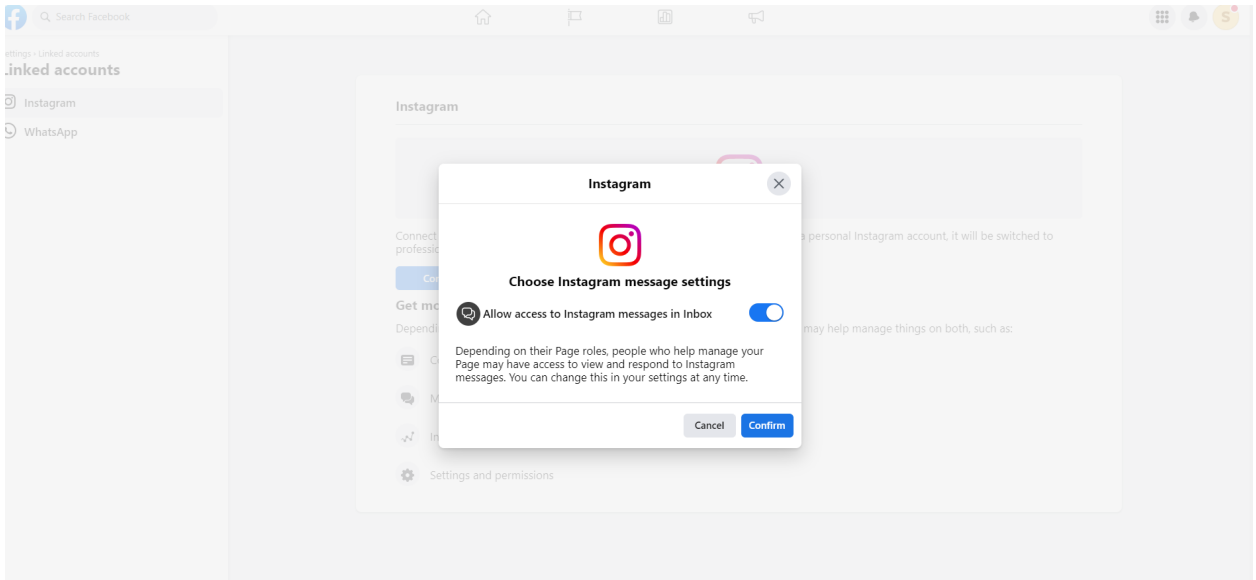 Search Facebook
S
ettings › Linked accounts
Linked accounts
Instagram
WhatsApp
Instagram
Connect
a personal Instagram account, it will be switched to
Instagram
Choose Instagram message settings
Allow access to Instagram messages in Inbox
Depending on their Page roles, people who help manage your
Page may have access to view and respond to Instagram
messages. You can change this in your settings at any time.
Cancel
Confirm
Get mo
Dependi
may help manage things on both, such as:
Settings and permissions